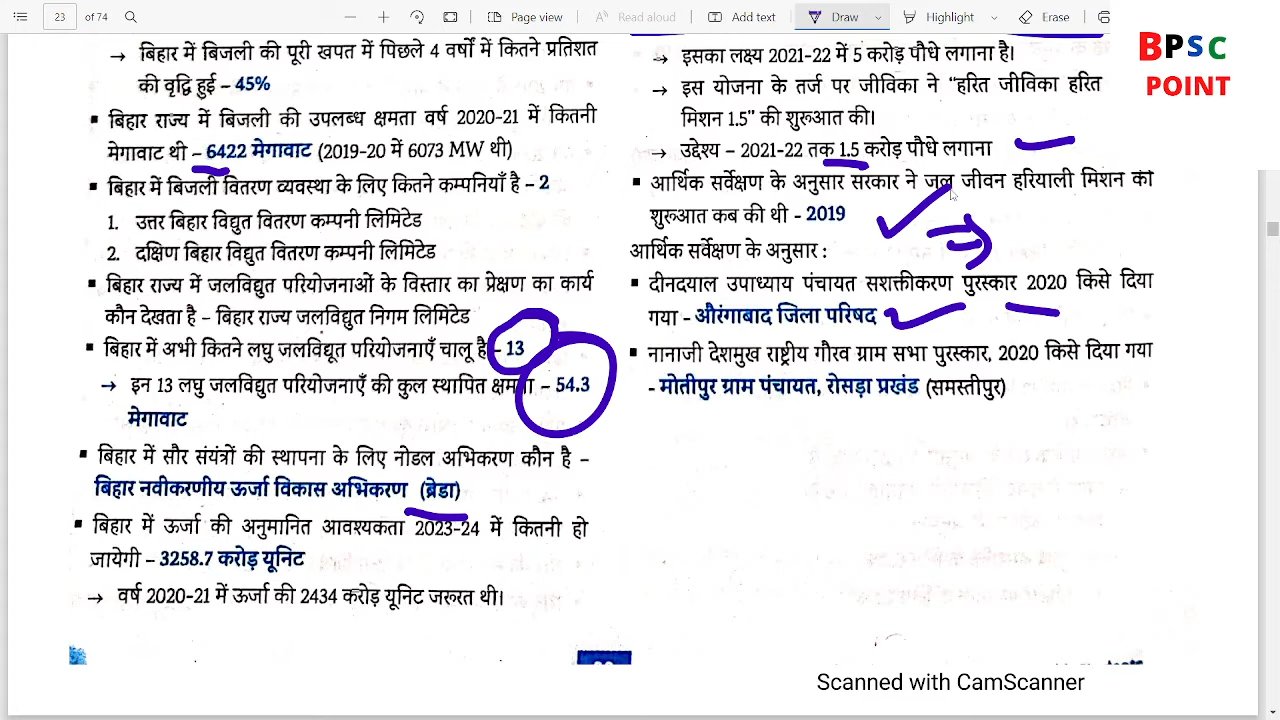 23 of 74
Page view
Read aloud
Add text
Draw
Highlight
Erase
BPSC
POINT
→ बिहार में बिजली की पूरी खपत में पिछले 4 वर्षों में कितने प्रतिशत
की वृद्धि हुई – 45%
▪ बिहार राज्य में बिजली की उपलब्ध क्षमता वर्ष 2020-21 में कितनी
मेगावाट थी – 6422 मेगावाट (2019-20 में 6073 MW थी)
▪ बिहार में बिजली वितरण व्यवस्था के लिए कितने कम्पनियाँ है – 2
1. उत्तर बिहार विद्युत वितरण कम्पनी लिमिटेड
2. दक्षिण बिहार विद्युत वितरण कम्पनी लिमिटेड
▪ बिहार राज्य में जलविद्युत परियोजनाओं के विस्तार का प्रेक्षण का कार्य
कौन देखता है – बिहार राज्य जलविद्युत निगम लिमिटेड
▪ बिहार में अभी कितने लघु जलविद्यूत परियोजनाएँ चालू है – 13
→ इन 13 लघु जलविद्युत परियोजनाएँ की कुल स्थापित क्षमता – 54.3
मेगावाट
▪ बिहार में सौर संयंत्रों की स्थापना के लिए नोडल अभिकरण कौन है –
बिहार नवीकरणीय ऊर्जा विकास अभिकरण (ब्रेडा)
▪ बिहार में ऊर्जा की अनुमानित आवश्यकता 2023-24 में कितनी हो
जायेगी – 3258.7 करोड़ यूनिट
→ वर्ष 2020-21 में ऊर्जा की 2434 करोड़ यूनिट जरूरत थी।
→ इसका लक्ष्य 2021-22 में 5 करोड़ पौधे लगाना है।
→ इस योजना के तर्ज पर जीविका ने "हरित जीविका हरित
मिशन 1.5" की शुरूआत की।
→ उद्देश्य – 2021-22 तक 1.5 करोड़ पौधे लगाना
▪ आर्थिक सर्वेक्षण के अनुसार सरकार ने जल जीवन हरियाली मिशन की
शुरूआत कब की थी – 2019
आर्थिक सर्वेक्षण के अनुसार :
▪ दीनदयाल उपाध्याय पंचायत सशक्तीकरण पुरस्कार 2020 किसे दिया
गया – औरंगाबाद जिला परिषद
▪ नानाजी देशमुख राष्ट्रीय गौरव ग्राम सभा पुरस्कार, 2020 किसे दिया गया
– मोतीपुर ग्राम पंचायत, रोसड़ा प्रखंड (समस्तीपुर)
Scanned with CamScanner